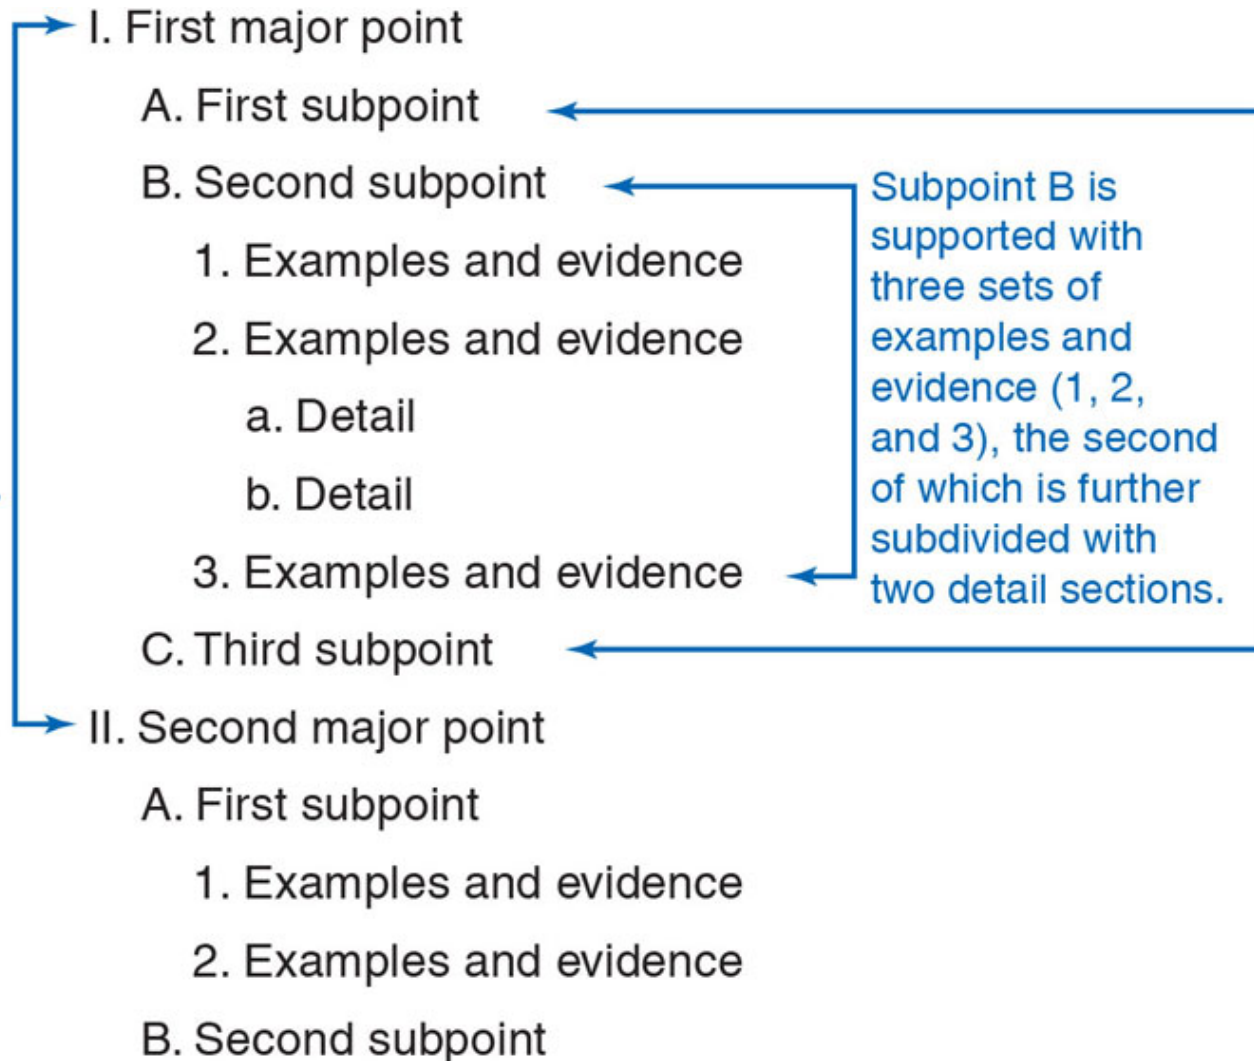 I. First major point
A. First subpoint
B. Second subpoint
1. Examples and evidence
2. Examples and evidence
a. Detail
b. Detail
3. Examples and evidence
C. Third subpoint
II. Second major point
A. First subpoint
1. Examples and evidence
2. Examples and evidence
B. Second subpoint
Subpoint B is
supported with
three sets of
examples and
evidence (1, 2,
and 3), the second
of which is further
subdivided with
two detail sections.